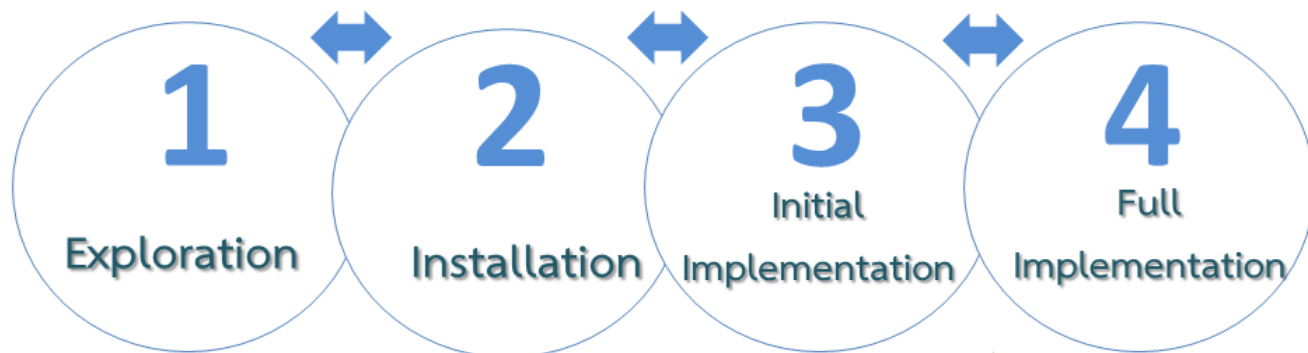 1
Exploration
2
Installation
3
Initial
Implementation
4
Full
Implementation